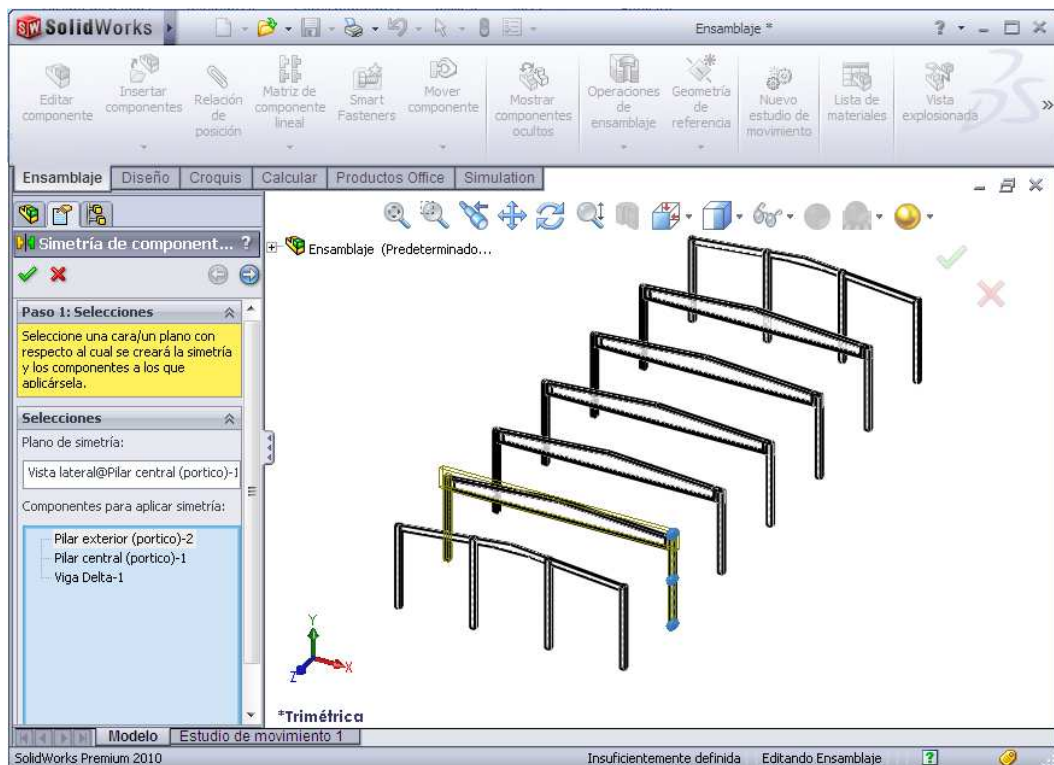 SolidWorks
Ensamblaje *
?
Editar componente
Insertar componentes
Relación de posición
Matriz de componente lineal
Smart Fasteners
Mover componente
Mostrar componentes ocultos
Operaciones de ensamblaje
Geometría de referencia
Nuevo estudio de movimiento
Lista de materiales
Vista explosionada
»
Ensamblaje
Diseño
Croquis
Calcular
Productos Office
Simulation
Simetría de component... ?
Ensamblaje (Predeterminado...
Paso 1: Selecciones
Seleccione una cara/un plano con
respecto al cual se creará la simetría
y los componentes a los que
aplicársela.
Selecciones
Plano de simetría:
Vista lateral@Pilar central (portico)-1
Componentes para aplicar simetría:
Pilar exterior (portico)-2
Pilar central (portico)-1
Viga Delta-1
Y
X
Z
*Trimétrica
Modelo
Estudio de movimiento 1
SolidWorks Premium 2010
Insuficientemente definida
Editando Ensamblaje
?